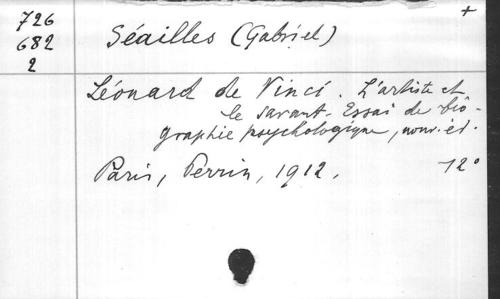 +
726
682
2
Séailles (Gabriel)
Léonard de Vinci. L'artiste et
le savant. Essai de bio-
graphie psychologique, nouv. éd.
Paris, Perrin, 1912. 12°